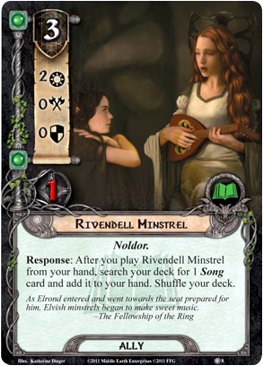 3
2
0
0
1
RIVENDELL MINSTREL
Noldor.
Response: After you play Rivendell Minstrel
from your hand, search your deck for 1 Song
card and add it to your hand. Shuffle your deck.
As Elrond entered and went towards the seat prepared for
him, Elvish minstrels began to make sweet music.
–The Fellowship of the Ring
ALLY
Illus. Katherine Dinger
©2011 Middle Earth Enterprises ©2011 FFG
8